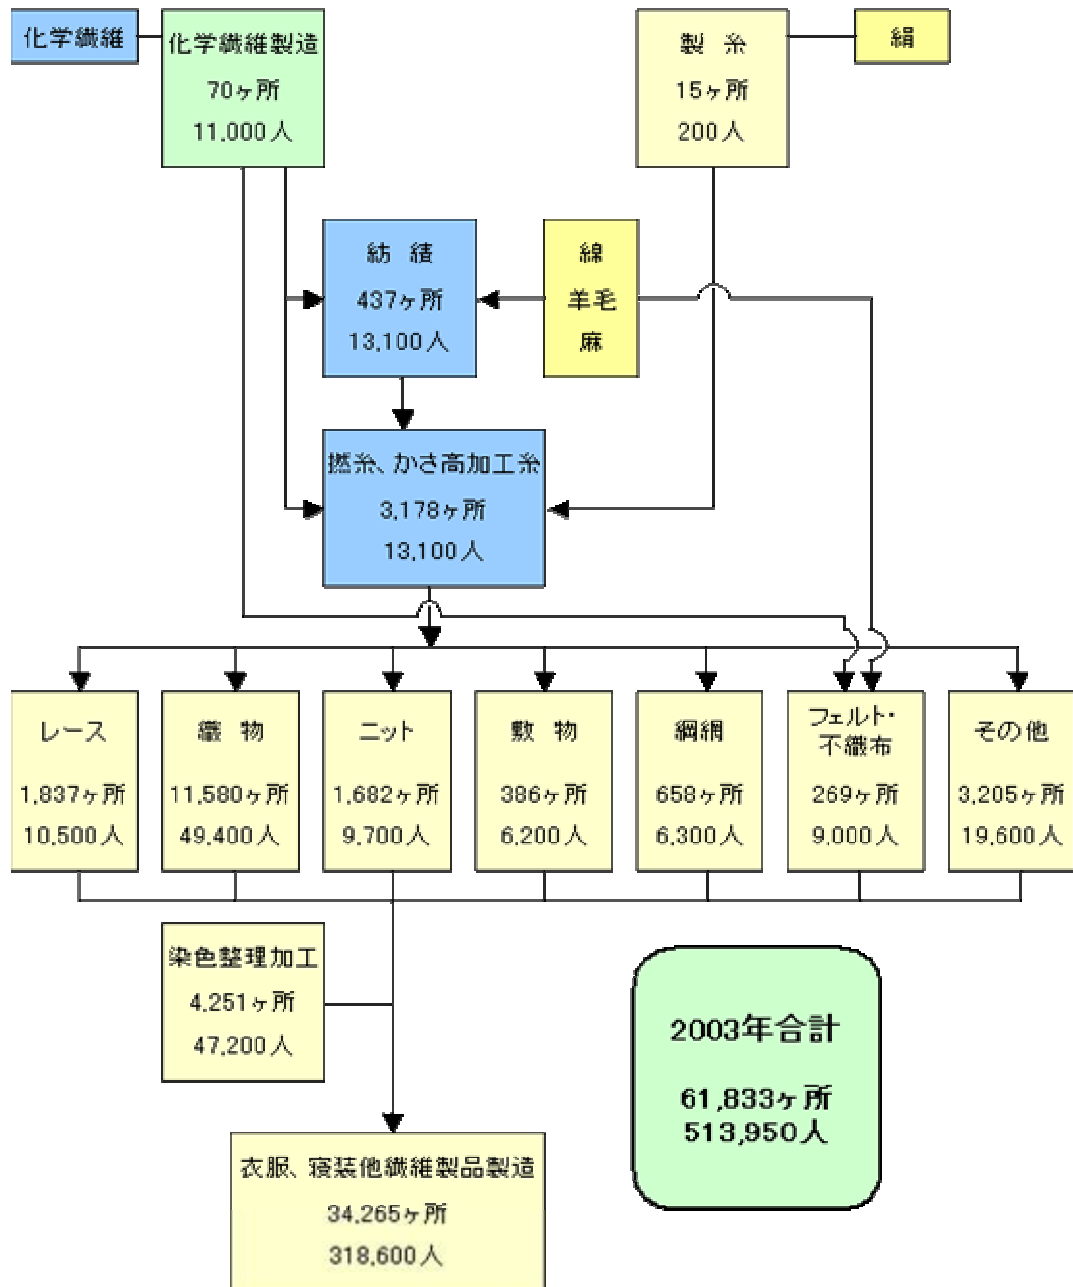 化学繊維
化学繊維製造
70ヶ所
11,000人
製 糸
15ヶ所
200人
絹
紡 績
437ヶ所
13,100人
綿
羊毛
麻
撚糸、かさ高加工糸
3,178ヶ所
13,100人
レース
1,837ヶ所
10,500人
織 物
11,580ヶ所
49,400人
ニット
1,682ヶ所
9,700人
敷 物
386ヶ所
6,200人
綱網
658ヶ所
6,300人
フェルト・
不織布
269ヶ所
9,000人
その他
3,205ヶ所
19,600人
染色整理加工
4,251ヶ所
47,200人
2003年合計
61,833ヶ所
513,950人
衣服、寝装他繊維製品製造
34,265ヶ所
318,600人